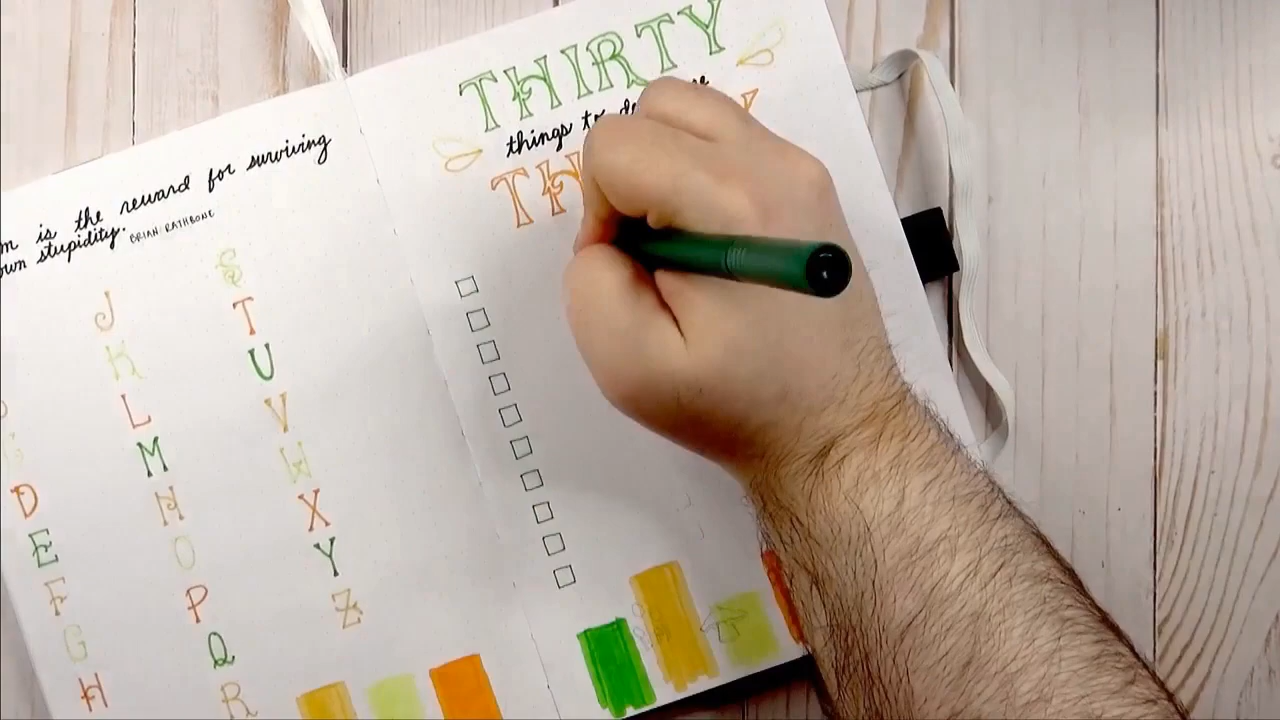 is the reward for surviving
own stupidity.
BRIAN RATHBONE
J
K
L
M
N
O
P
Q
R
D
E
F
G
H
S
T
U
V
W
X
Y
Z
THIRTY
things to
TH